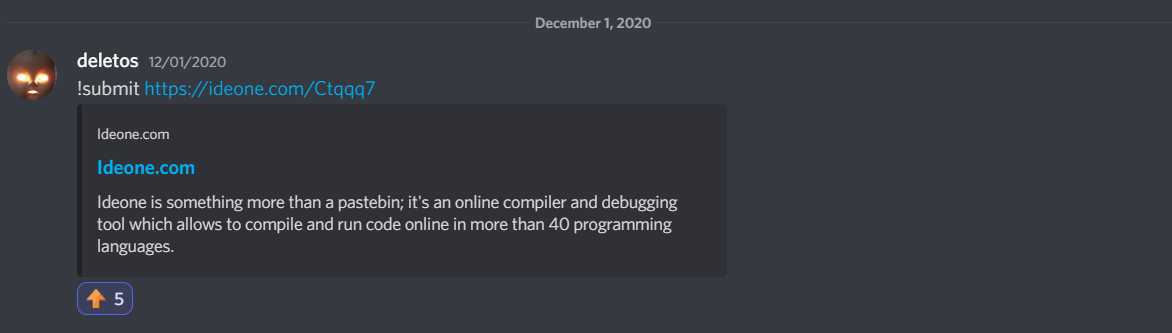 December 1, 2020
deletos 12/01/2020
!submit https://ideone.com/Ctqqq7
Ideone.com
Ideone.com
Ideone is something more than a pastebin; it's an online compiler and debugging
tool which allows to compile and run code online in more than 40 programming
languages.
5